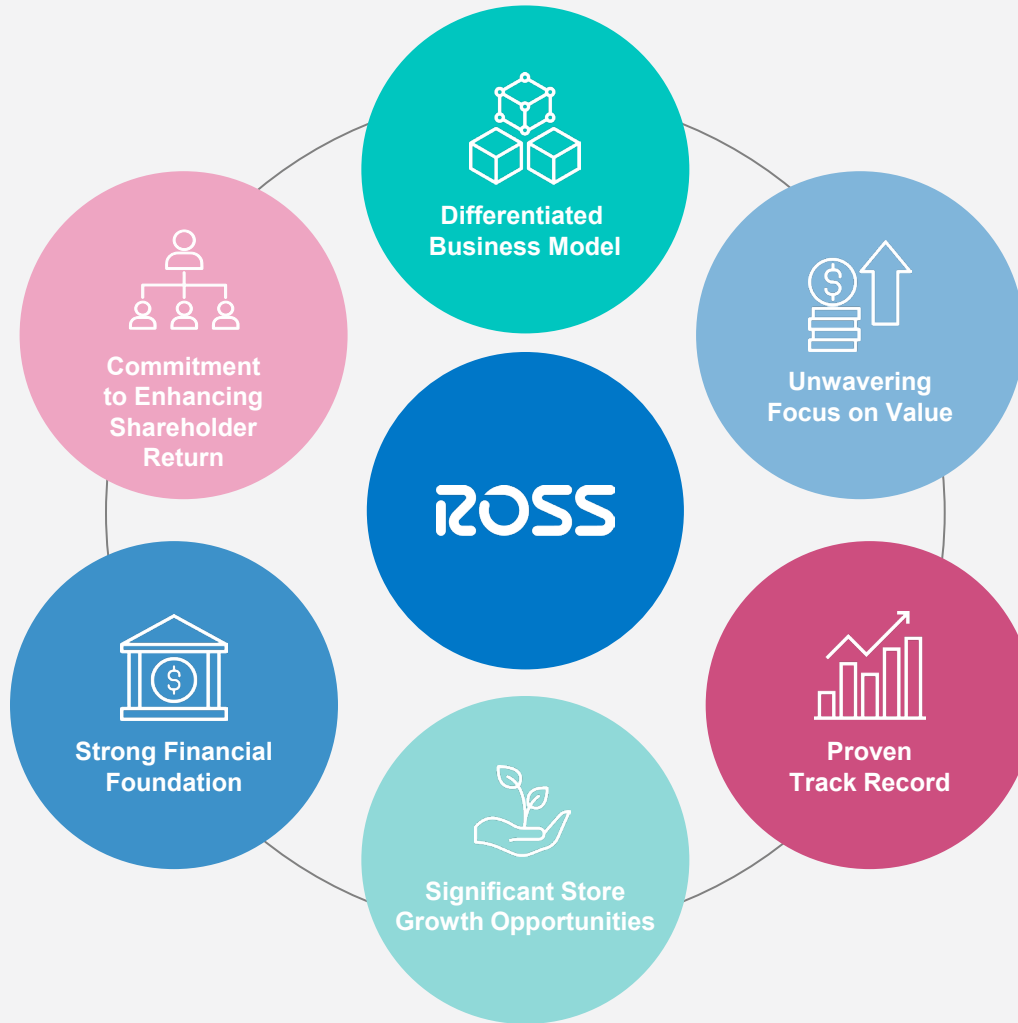 Differentiated
Business Model
Unwavering
Focus on Value
Proven
Track Record
Significant Store
Growth Opportunities
Strong Financial
Foundation
Commitment
to Enhancing
Shareholder
Return
ROSS